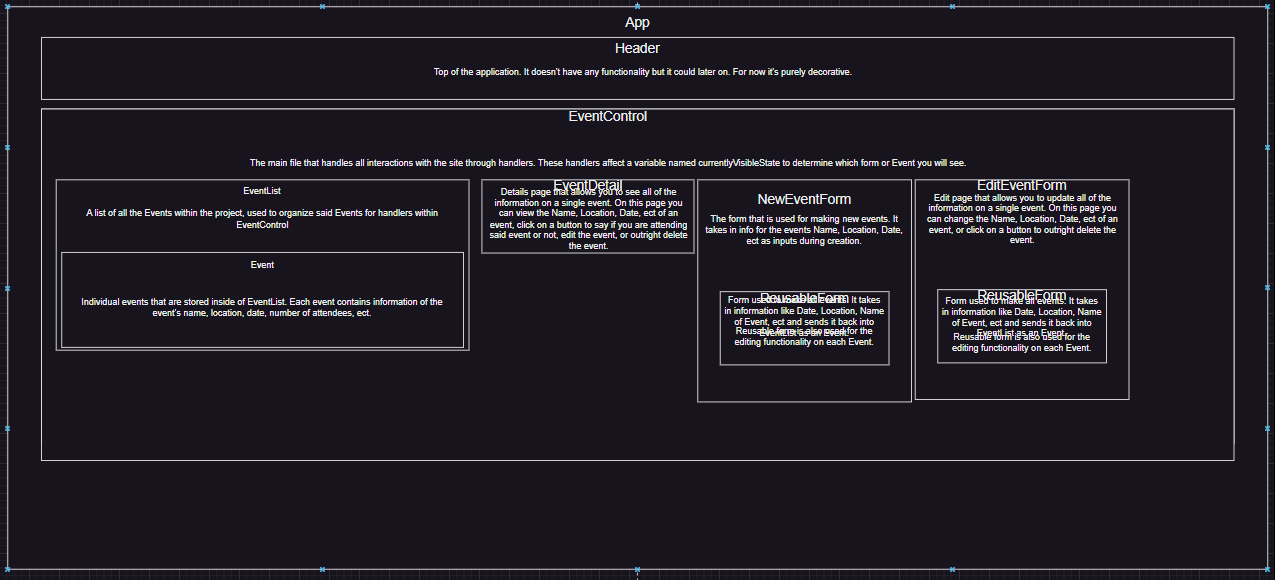 App
Header
Top of the application. It doesn't have any functionality but it could later on. For now it's purely decorative.
EventControl
The main file that handles all interactions with the site through handlers. These handlers affect a variable named currentlyVisibleState to determine which form or Event you will see.
EventList
A list of all the Events within the project, used to organize said Events for handlers within
EventControl
Event
Individual events that are stored inside of EventList. Each event contains information of the
event's name, location, date, number of attendees, ect.
EventDetail
Details page that allows you to see all of the
information on a single event. On this page you
can view the Name, Location, Date, ect of an
event, click on a button to say if you are attending
said event or not, edit the event, or outright delete
the event.
NewEventForm
The form that is used for making new events. It
takes in info for the events Name, Location, Date,
ect as inputs during creation.
ReusableForm
Form used to make all events. It takes
in information like Date, Location, Name
of Event, ect and sends it back into
EventList as an Event.
Reusable form is also used for the
editing functionality on each Event.
EditEventForm
Edit page that allows you to update all of the
information on a single event. On this page you
can change the Name, Location, Date, ect of an
event, or click on a button to outright delete the
event.
ReusableForm
Form used to make all events. It takes
in information like Date, Location, Name
of Event, ect and sends it back into
EventList as an Event.
Reusable form is also used for the
editing functionality on each Event.